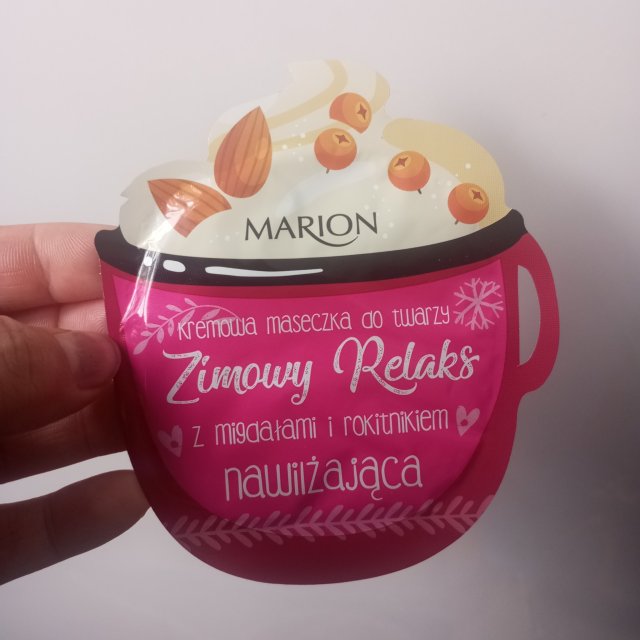 MARION
Kremowa maseczka do twarzy
Zimowy Relaks
z migdałami i rokitnikiem
nawilżająca